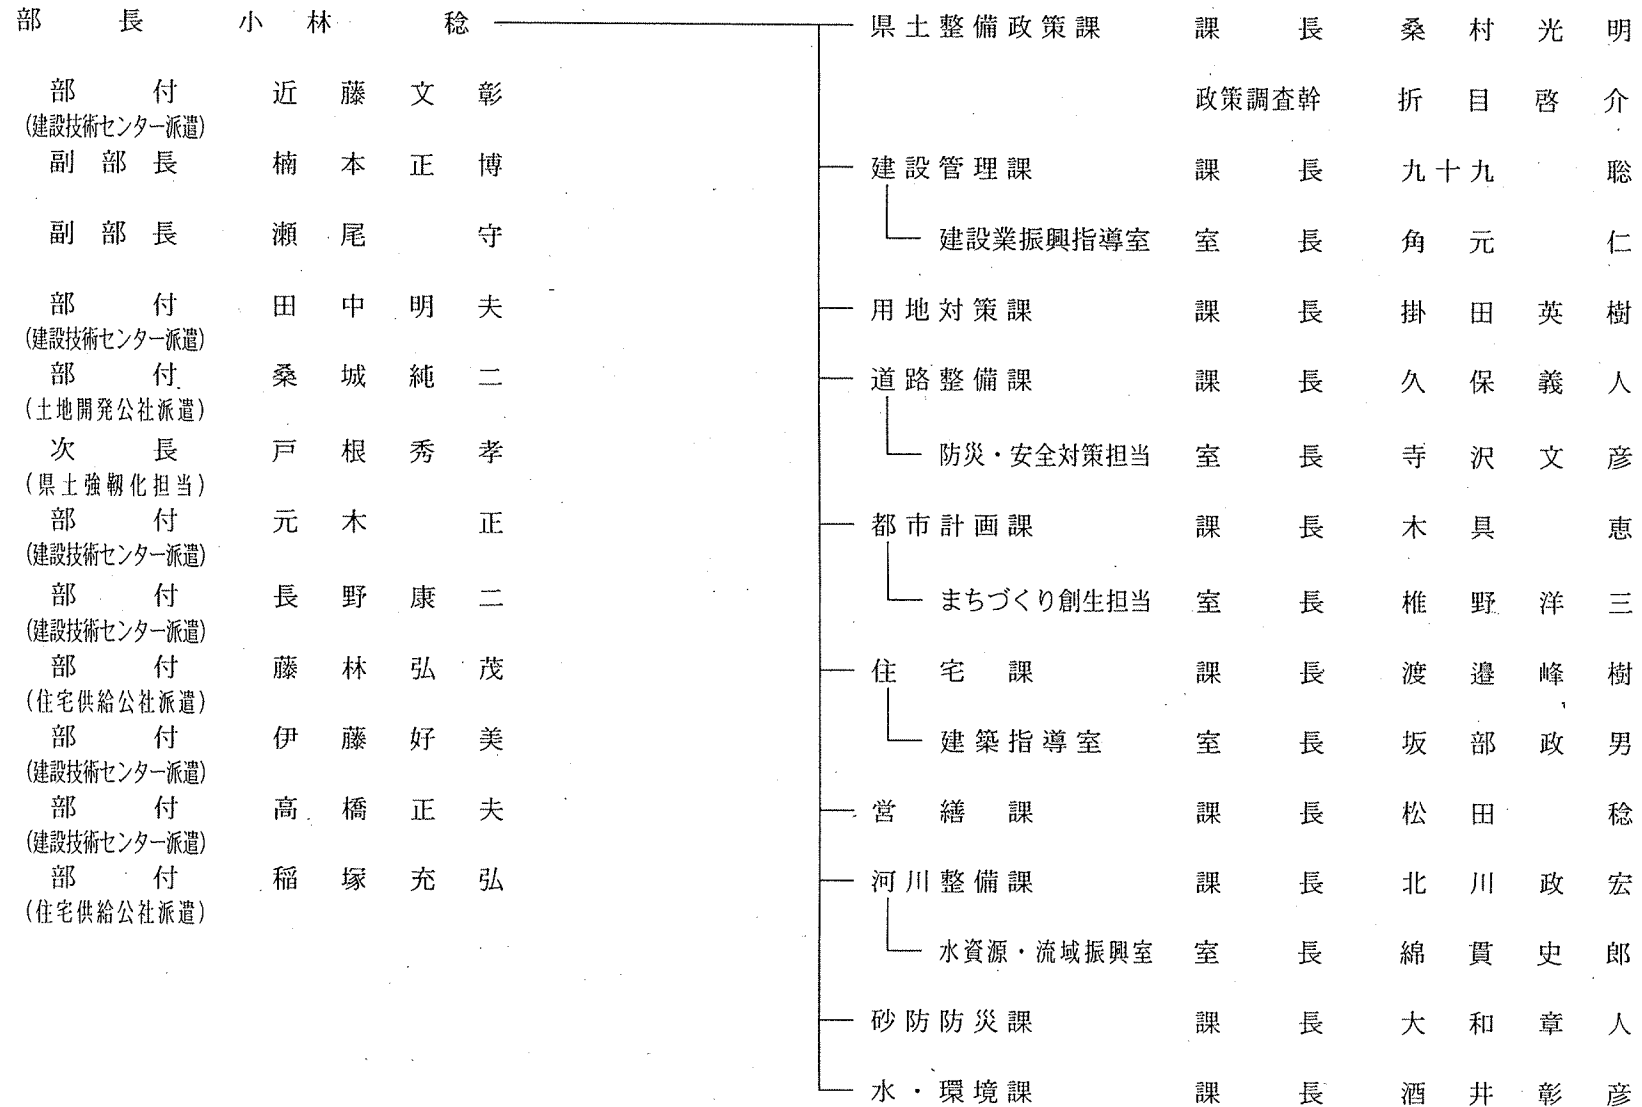 部長 小林 稔
部付 近藤文彰
(建設技術センター派遣)
副部長 楠本正博
副部長 瀬尾 守
部付 田中明夫
(建設技術センター派遣)
部付 桑城純二
(土地開発公社派遣)
次長 戸根秀孝
(県土強靱化担当)
部付 元木 正
(建設技術センター派遣)
部付 長野康二
(建設技術センター派遣)
部付 藤林弘茂
(住宅供給公社派遣)
部付 伊藤好美
(建設技術センター派遣)
部付 高橋正夫
(建設技術センター派遣)
部付 稲塚充弘
(住宅供給公社派遣)
県土整備政策課 課長 桑村光明
政策調査幹 折目啓介
建設管理課 課長 九十九 聡
建設業振興指導室 室長 角元 仁
用地対策課 課長 掛田英樹
道路整備課 課長 久保義人
防災・安全対策担当 室長 寺沢文彦
都市計画課 課長 木具 恵
まちづくり創生担当 室長 椎野洋三
住宅課 課長 渡邉峰樹
建築指導室 室長 坂部政男
営繕課 課長 松田 稔
河川整備課 課長 北川政宏
水資源・流域振興室 室長 綿貫史郎
砂防防災課 課長 大和章人
水・環境課 課長 酒井彰彦